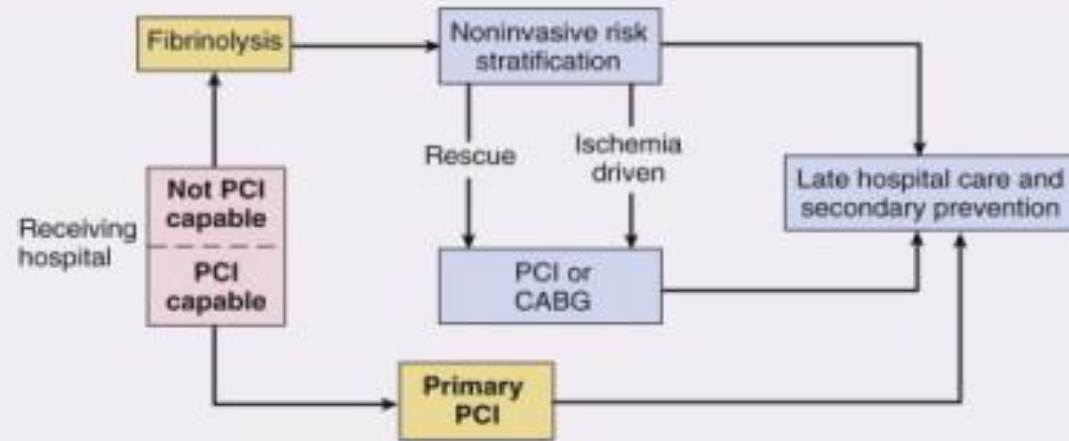 Fibrinolysis
Noninvasive risk
stratification
Rescue
Ischemia
driven
Not PCI
capable
Receiving
hospital
PCI
capable
Late hospital care and
secondary prevention
PCI or
CABG
Primary
PCI